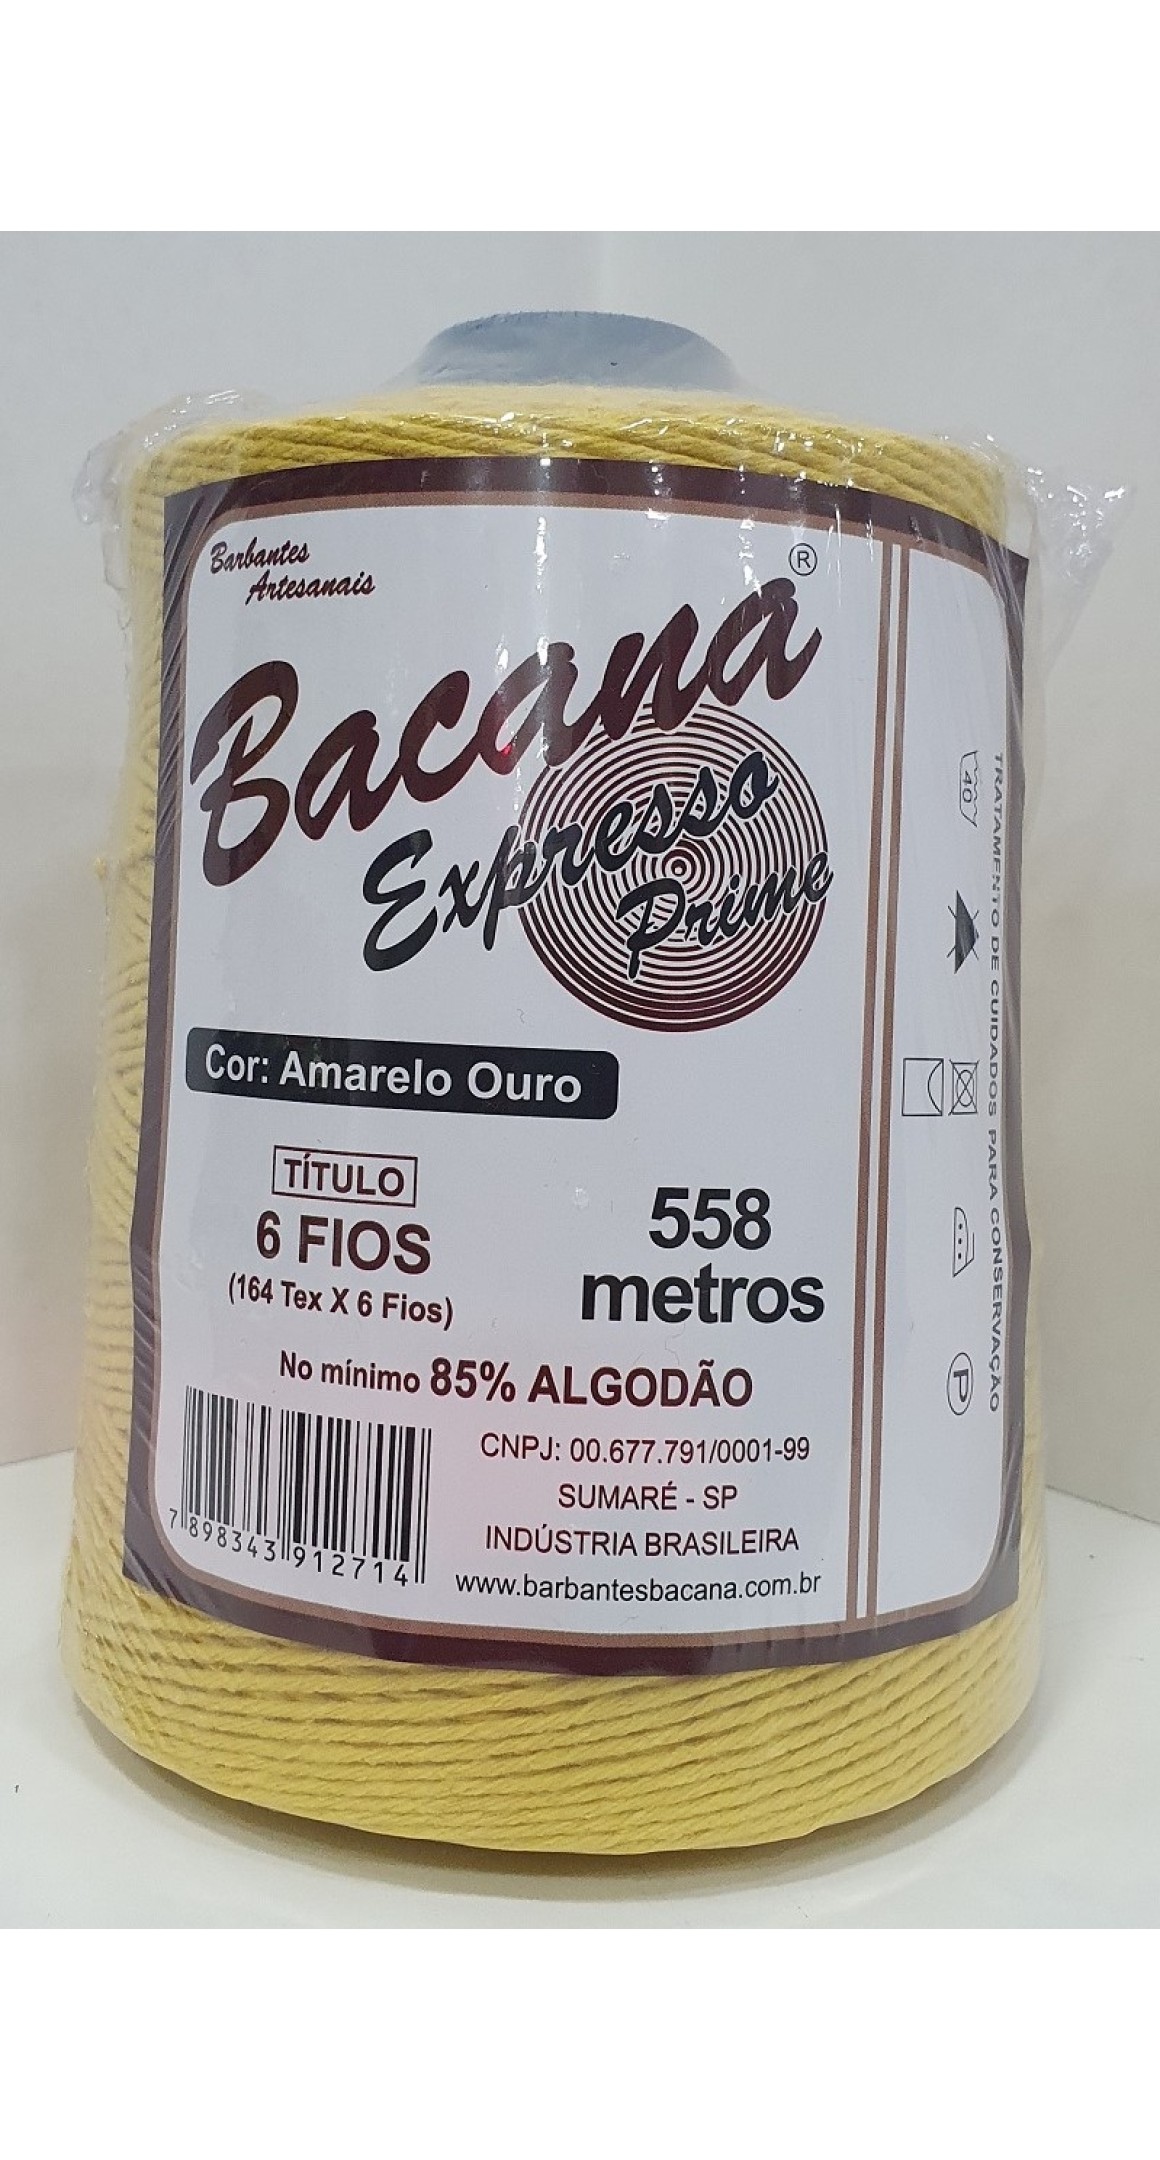 Barbantes
Artesanais
Bacana®
Expresso
Prime
Cor: Amarelo Ouro
TÍTULO
6 FIOS
(164 Tex X 6 Fios)
558
metros
No mínimo 85% ALGODÃO
CNPJ: 00.677.791/0001-99
SUMARÉ - SP
INDÚSTRIA BRASILEIRA
www.barbantesbacana.com.br
7 898343 912714
TRATAMENTO DE CUIDADOS PARA CONSERVAÇÃO
40
P